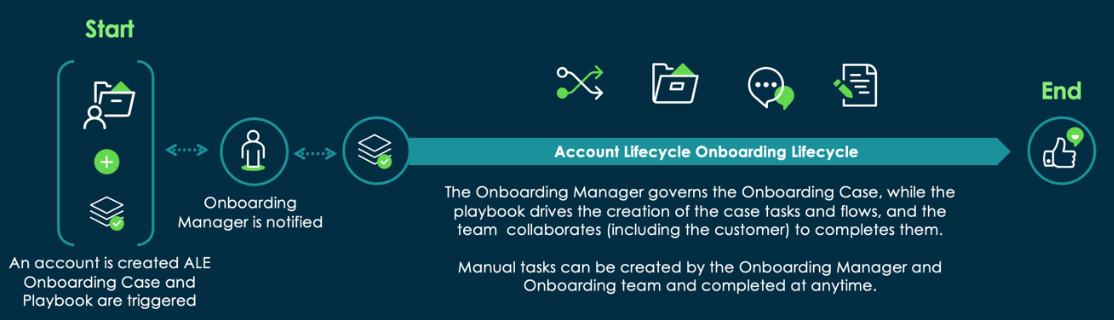 Start
An account is created ALE
Onboarding Case and
Playbook are triggered
Onboarding
Manager is notified
Account Lifecycle Onboarding Lifecycle
The Onboarding Manager governs the Onboarding Case, while the
playbook drives the creation of the case tasks and flows, and the
team collaborates (including the customer) to completes them.
Manual tasks can be created by the Onboarding Manager and
Onboarding team and completed at anytime.
End